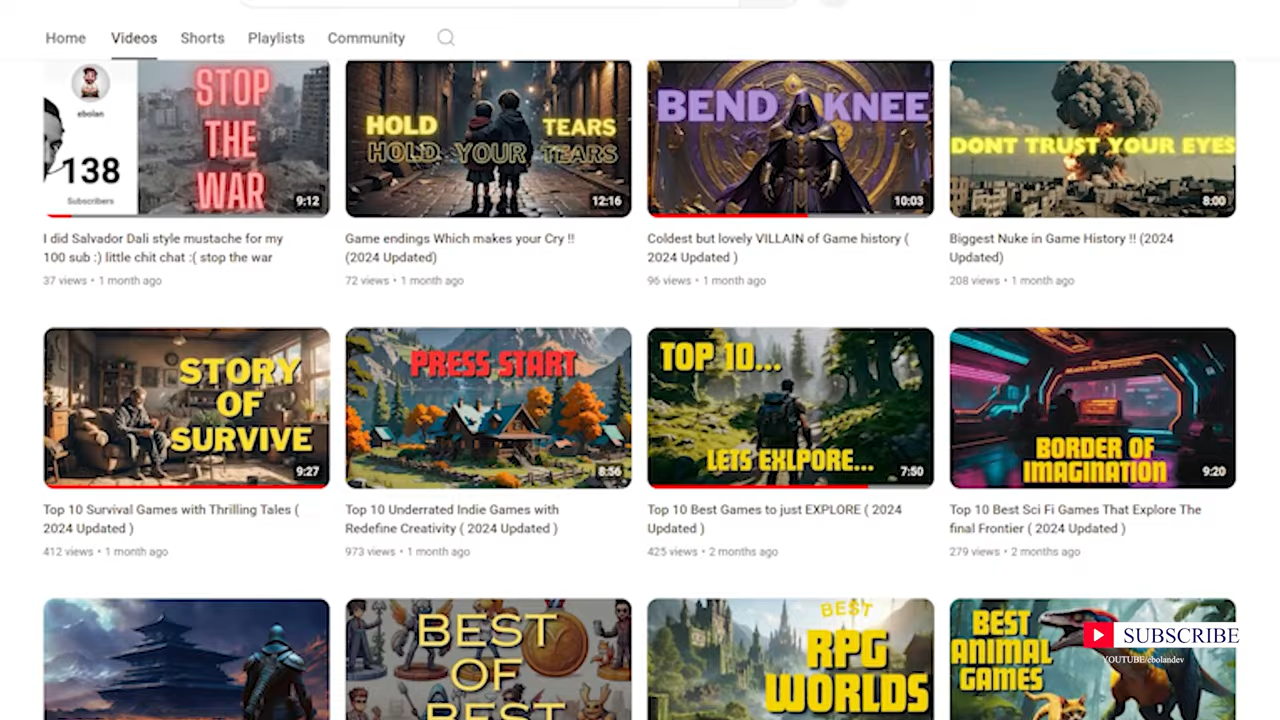 Home Videos Shorts Playlists Community
ebolan
138
Subscribers
STOP
THE
WAR
9:12
HOLD TEARS
HOLD YOUR TEARS
12:16
BEND KNEE
10:03
DONT TRUST YOUR EYES
8:00
I did Salvador Dali style mustache for my
100 sub :) little chit chat :( stop the war
37 views • 1 month ago
Game endings Which makes your Cry !!
(2024 Updated)
72 views • 1 month ago
Coldest but lovely VILLAIN of Game history (
2024 Updated )
96 views • 1 month ago
Biggest Nuke in Game History !! (2024
Updated)
208 views • 1 month ago
STORY
OF
SURVIVE
9:27
PRESS START
8:56
TOP 10...
LETS EXLPORE...
7:50
BORDER OF
IMAGINATION
9:20
Top 10 Survival Games with Thrilling Tales (
2024 Updated )
412 views • 1 month ago
Top 10 Underrated Indie Games with
Redefine Creativity ( 2024 Updated )
973 views • 1 month ago
Top 10 Best Games to just EXPLORE ( 2024
Updated )
425 views • 2 months ago
Top 10 Best Sci Fi Games That Explore The
final Frontier ( 2024 Updated )
279 views • 2 months ago
BEST
OF
BEST
BEST
RPG
WORLDS
BEST
ANIMAL
GAMES
SUBSCRIBE
YOUTUBE/ebolandev